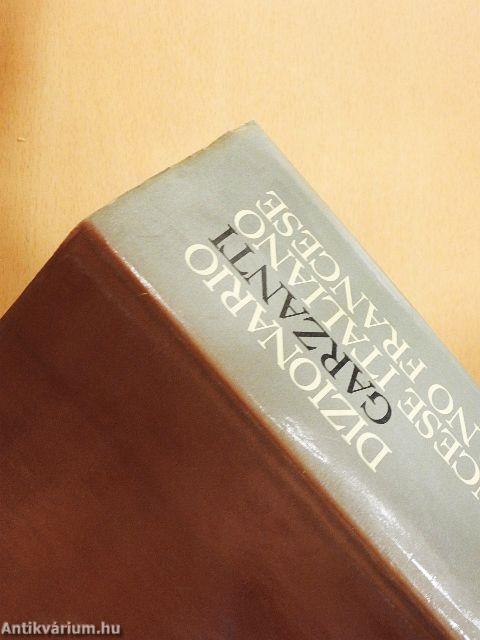 DIZIONARIO
GARZANTI
CESE ITALIANO
NO FRANCESE
Antikvárium.hu